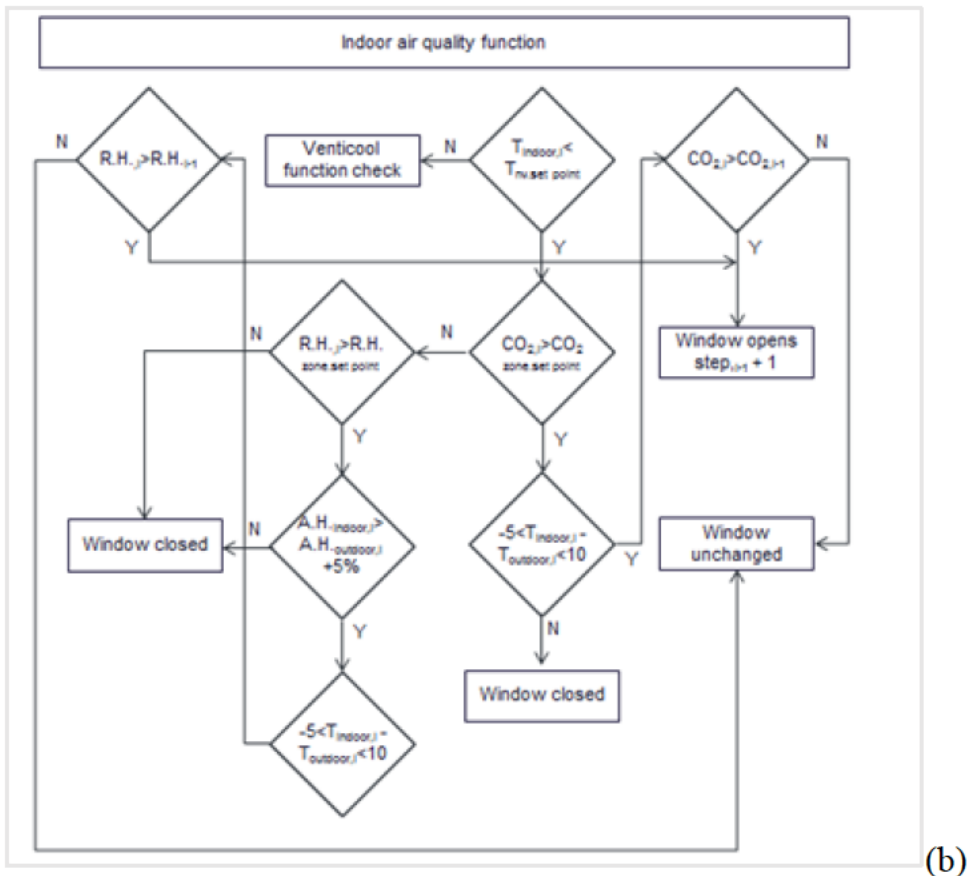 Indoor air quality function
N
R.H.,i>R.H.i-1
Y
Venticool
function check
N
Tindoor,i<
Tnv.set point
Y
CO2,i>CO2,i-1
N
Y
N
R.H.,i>R.H.
zone.set point
N
CO2,i>CO2
zone.set point
Window opens
stepi-1 + 1
Y
Y
Window closed
N
A.H.indoor,i>
A.H.outdoor,i
+5%
-5<Tindoor,i -
Toutdoor,i<10
Y
Window
unchanged
Y
N
Window closed
-5<Tindoor,i -
Toutdoor,i<10
(b)